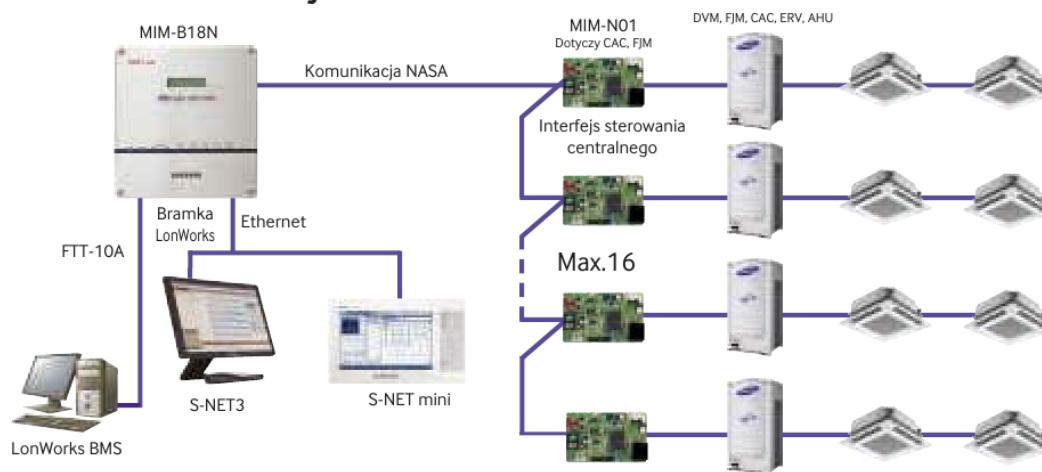 MIM-B18N
MIM-N01
Dotyczy CAC, FJM
DVM, FJM, CAC, ERV, AHU
Komunikacja NASA
Interfejs sterowania
centralnego
Bramka
LonWorks
Ethernet
FTT-10A
Max.16
S-NET3
S-NET mini
LonWorks BMS